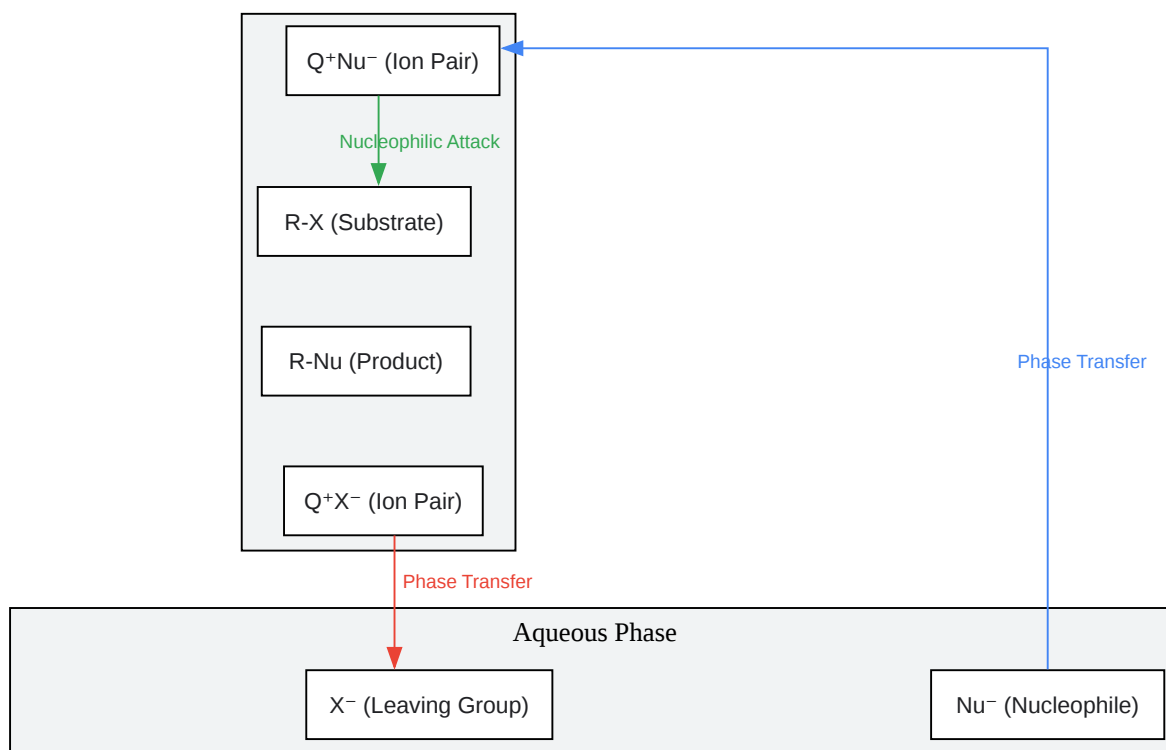 Q⁺Nu⁻ (Ion Pair)
Nucleophilic Attack
R-X (Substrate)
R-Nu (Product)
Phase Transfer
Q⁺X⁻ (Ion Pair)
Phase Transfer
Aqueous Phase
X⁻ (Leaving Group)
Nu⁻ (Nucleophile)